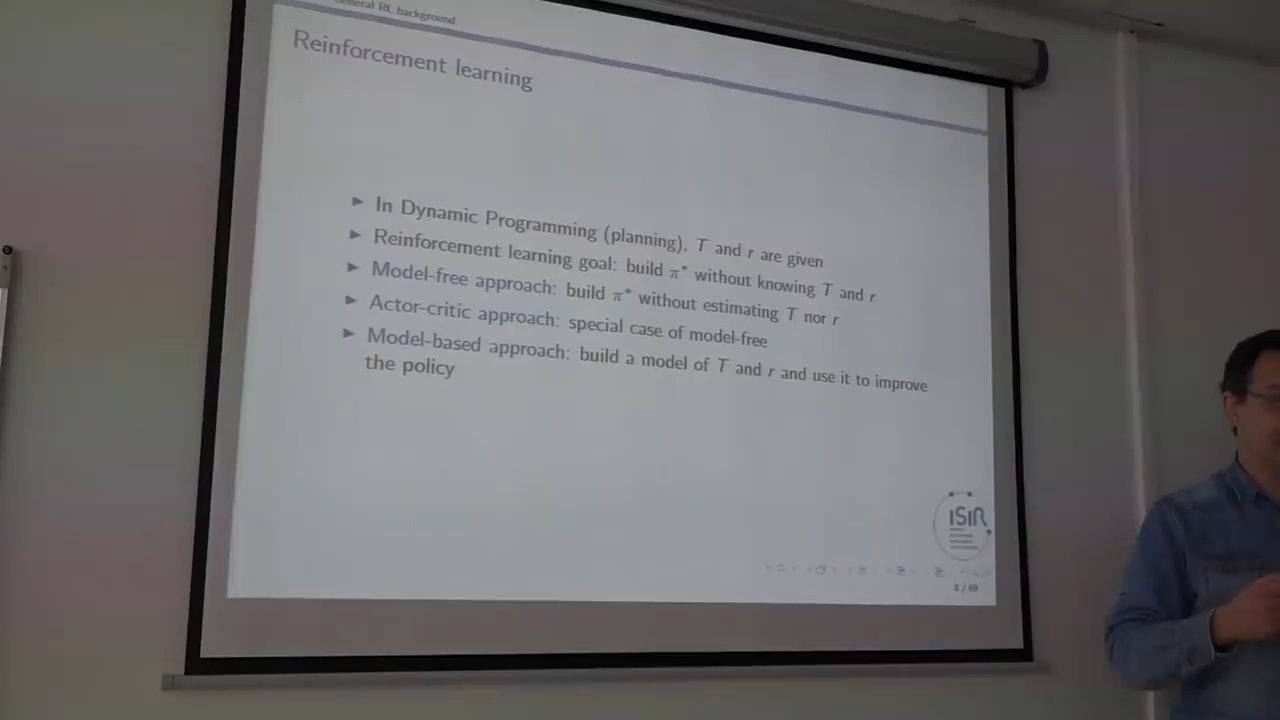 General RL background
Reinforcement learning
► In Dynamic Programming (planning), T and r are given
► Reinforcement learning goal: build π* without knowing T and r
► Model-free approach: build π* without estimating T nor r
► Actor-critic approach: special case of model-free
► Model-based approach: build a model of T and r and use it to improve
the policy
ISIR
8 / 69